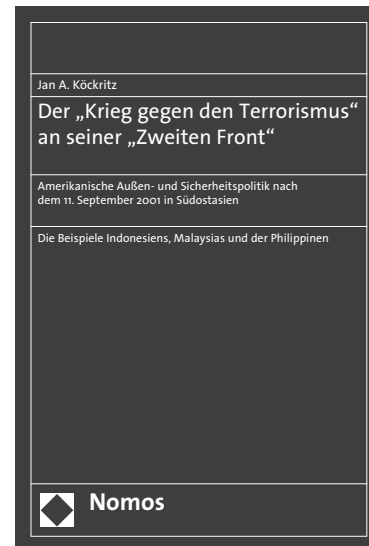 Jan A. Köckritz
Der „Krieg gegen den Terrorismus“
an seiner „Zweiten Front“
Amerikanische Außen- und Sicherheitspolitik nach
dem 11. September 2001 in Südostasien
Die Beispiele Indonesiens, Malaysias und der Philippinen
Nomos